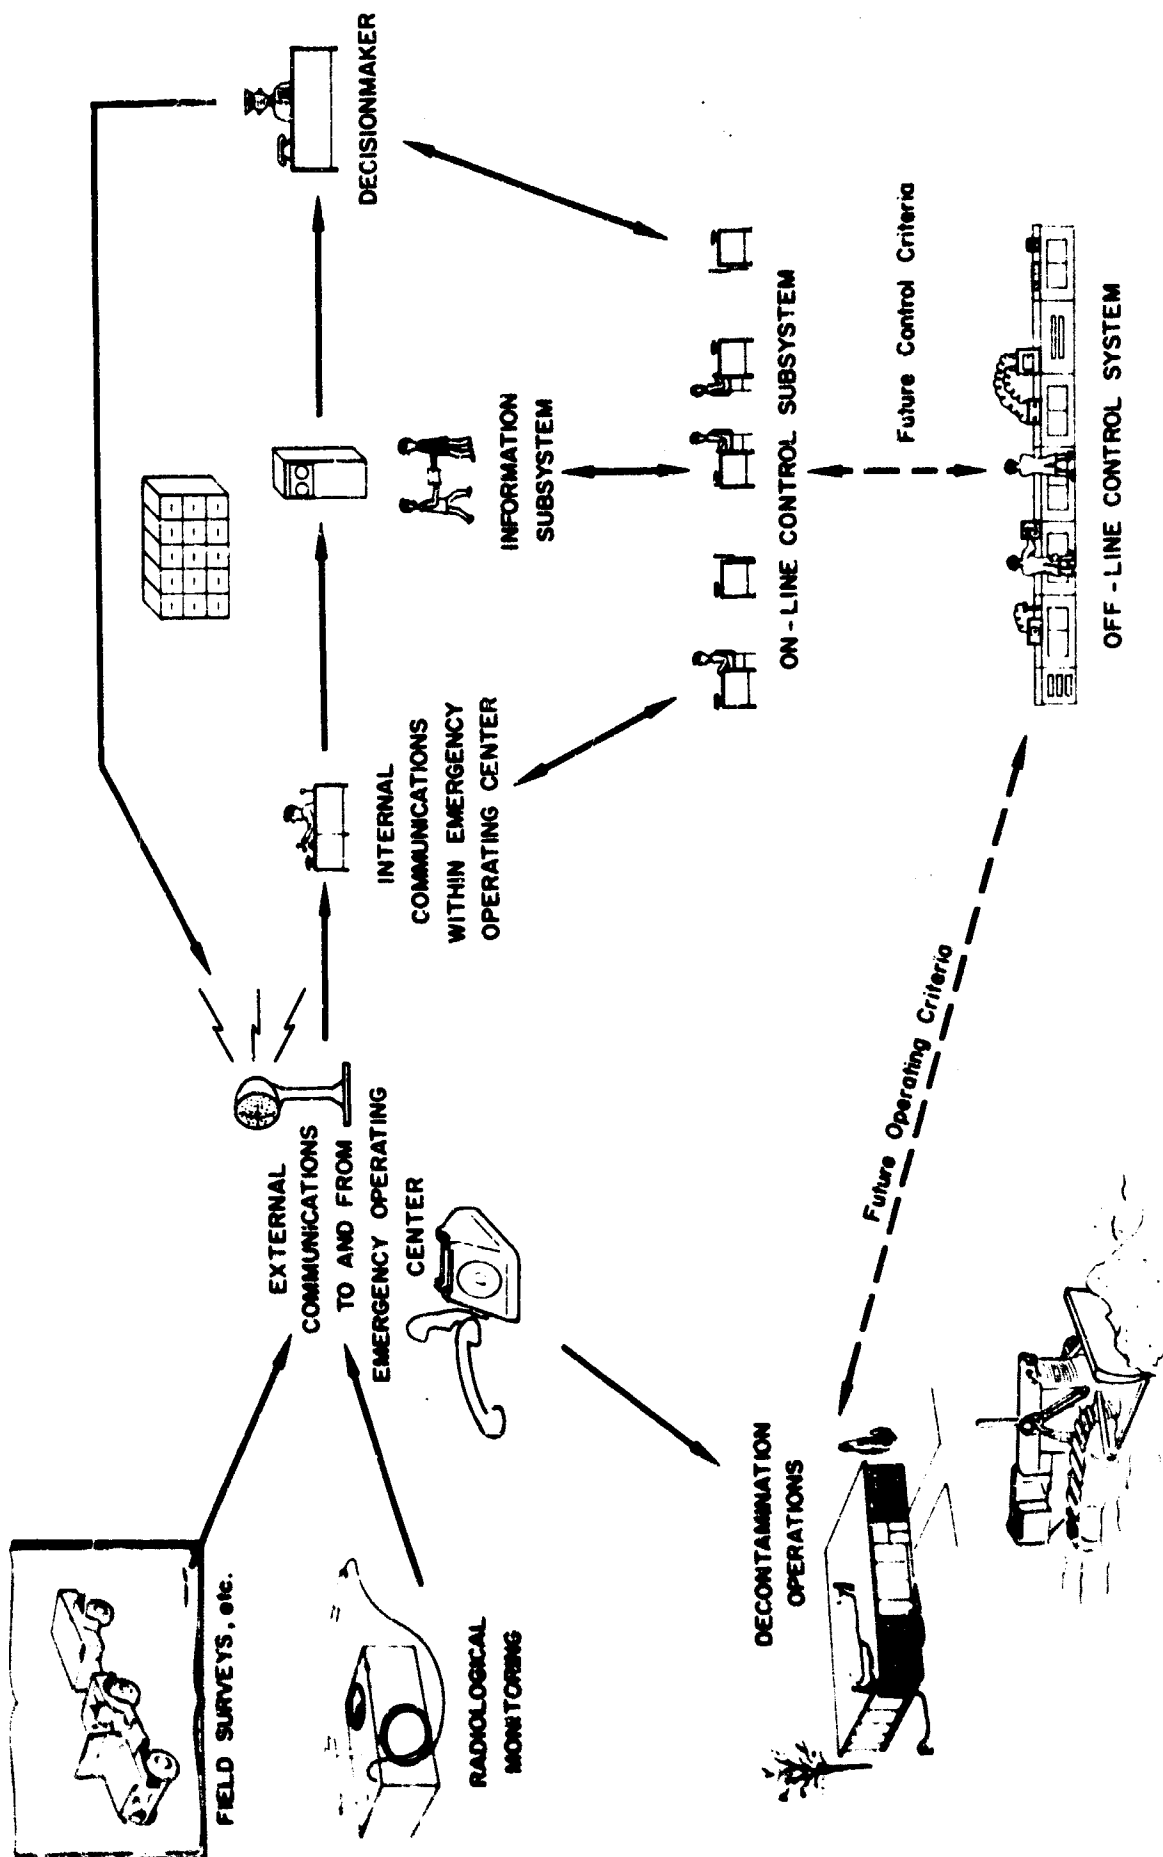 FIELD SURVEYS, etc.
RADIOLOGICAL
MONITORING
EXTERNAL
COMMUNICATIONS
TO AND FROM
EMERGENCY OPERATING
CENTER
INTERNAL
COMMUNICATIONS
WITHIN EMERGENCY
OPERATING CENTER
INFORMATION
SUBSYSTEM
DECISIONMAKER
ON-LINE CONTROL SUBSYSTEM
Future Control Criteria
OFF-LINE CONTROL SYSTEM
Future Operating Criteria
DECONTAMINATION
OPERATIONS